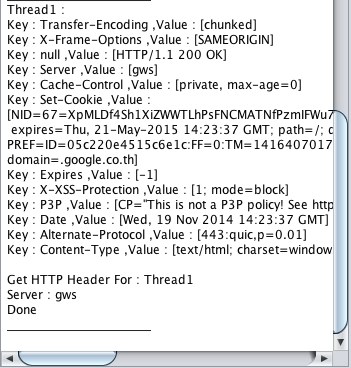 Thread1 :
Key : Transfer-Encoding ,Value : [chunked]
Key : X-Frame-Options ,Value : [SAMEORIGIN]
Key : null ,Value : [HTTP/1.1 200 OK]
Key : Server ,Value : [gws]
Key : Cache-Control ,Value : [private, max-age=0]
Key : Set-Cookie ,Value :
[NID=67=XpMLDf4Sh1XiZWWTLhPsFNCMATNfPzmIFWu7
expires=Thu, 21-May-2015 14:23:37 GMT; path=/; d
PREF=ID=05c220e4515c6e1c:FF=0:TM=1416407017
domain=.google.co.th]
Key : Expires ,Value : [-1]
Key : X-XSS-Protection ,Value : [1; mode=block]
Key : P3P ,Value : [CP="This is not a P3P policy! See http
Key : Date ,Value : [Wed, 19 Nov 2014 14:23:37 GMT]
Key : Alternate-Protocol ,Value : [443:quic,p=0.01]
Key : Content-Type ,Value : [text/html; charset=window
Get HTTP Header For : Thread1
Server : gws
Done